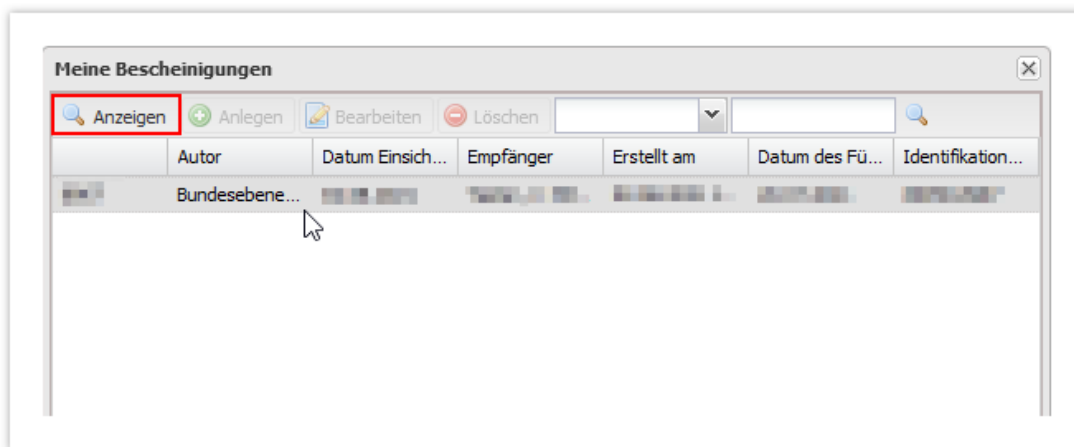 Meine Bescheinigungen
Anzeigen Anlegen Bearbeiten Löschen
Autor Datum Einsich... Empfänger Erstellt am Datum des Fü... Identifikation...
Bundesebene...